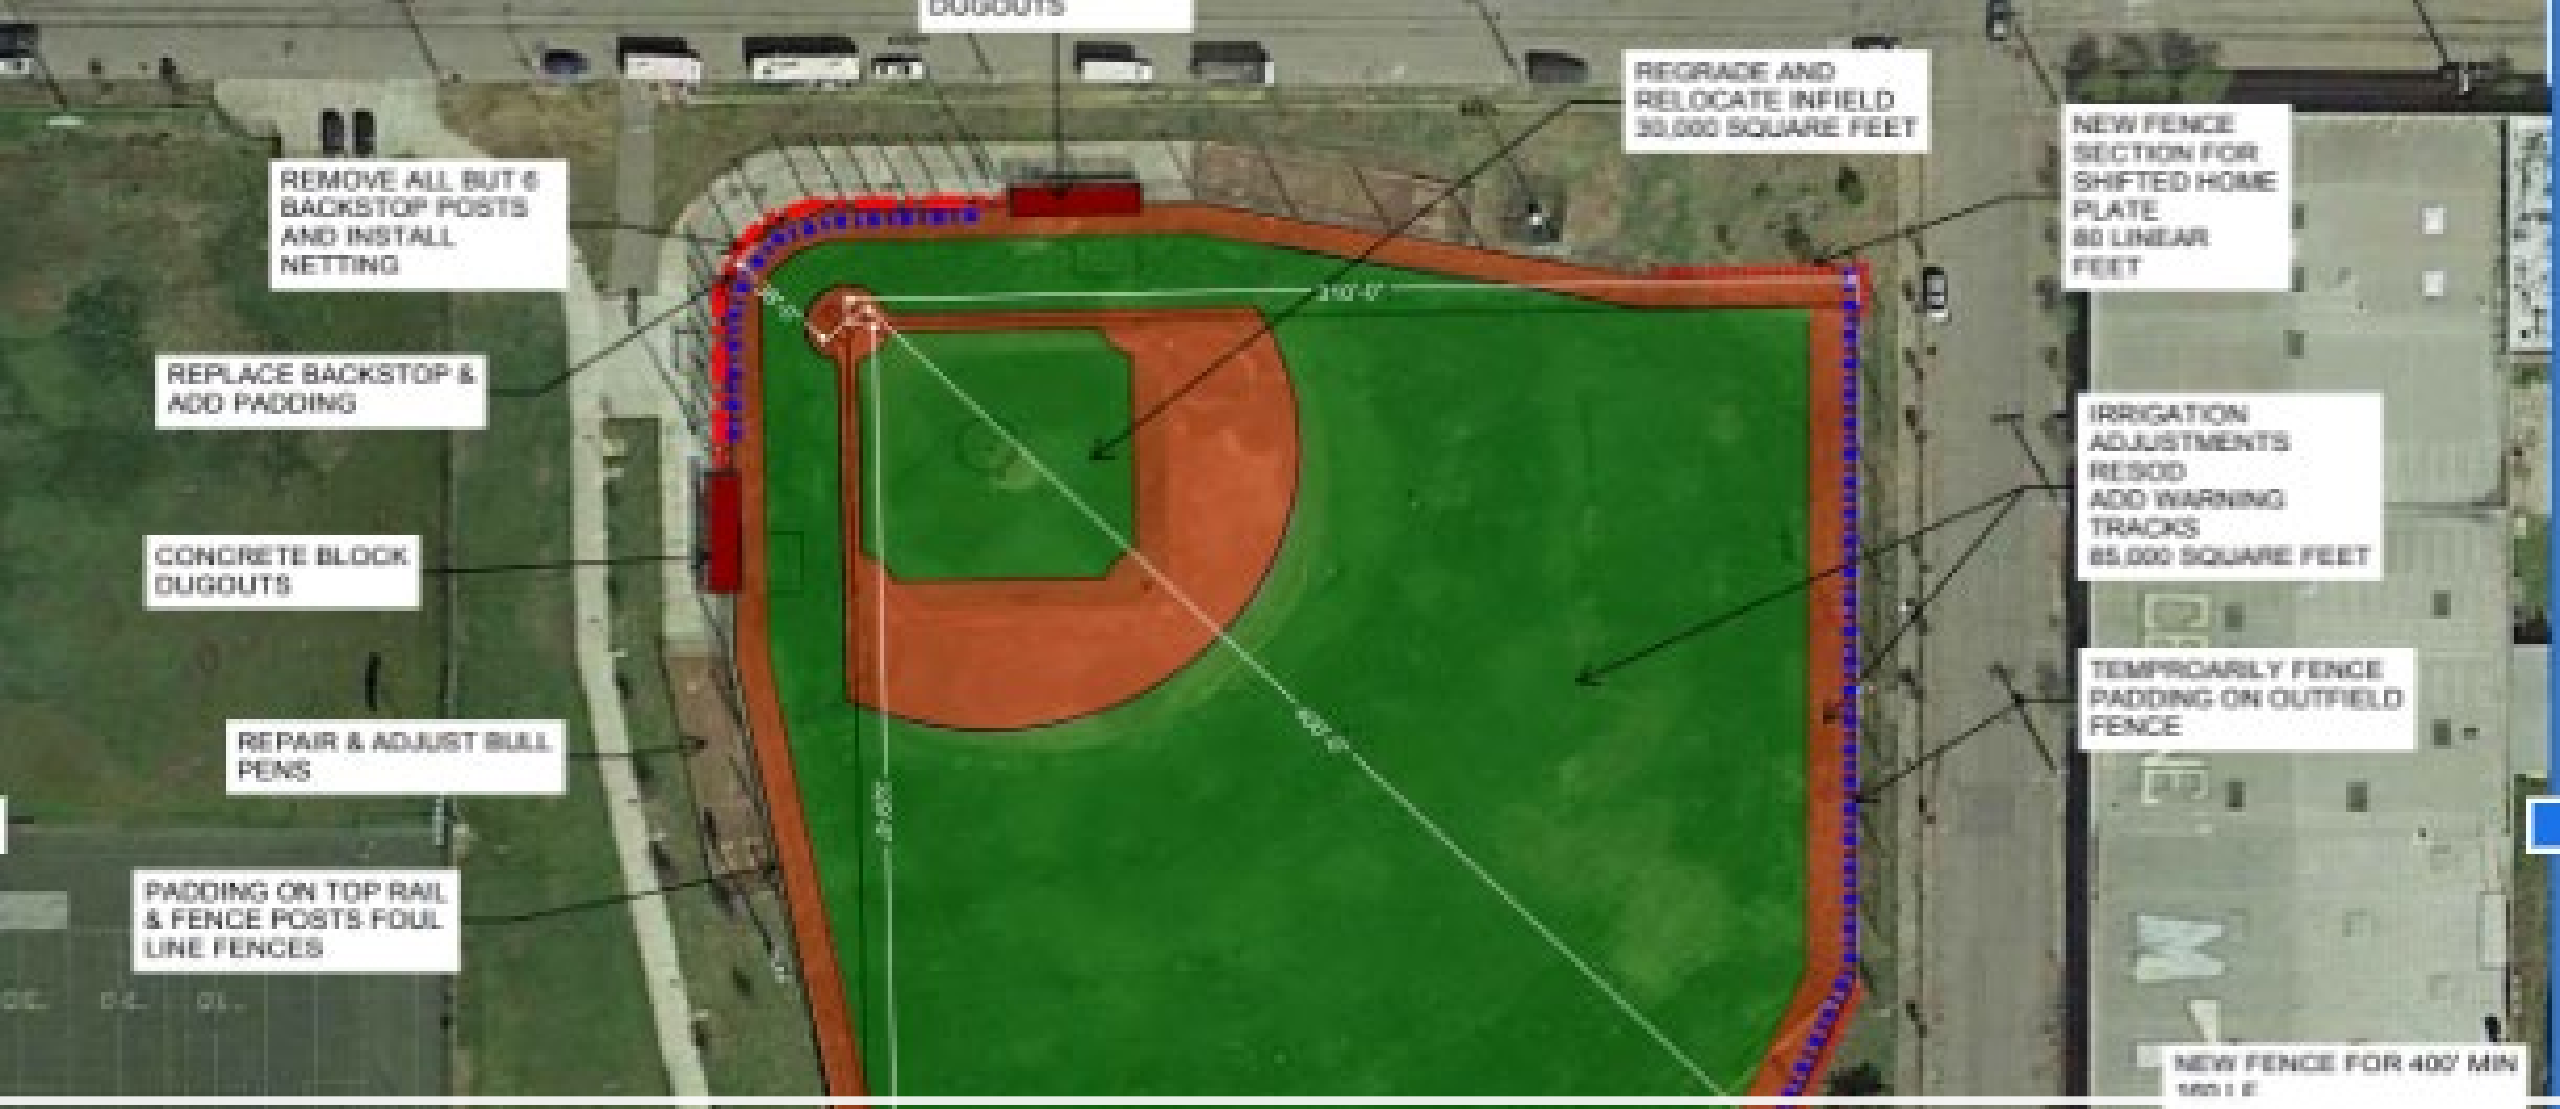 DUGOUTS
REGRADE AND
RELOCATE INFIELD
30,000 SQUARE FEET
NEW FENCE
SECTION FOR
SHIFTED HOME
PLATE
80 LINEAR
FEET
REMOVE ALL BUT 6
BACKSTOP POSTS
AND INSTALL
NETTING
REPLACE BACKSTOP &
ADD PADDING
IRRIGATION
ADJUSTMENTS
RESOD
ADD WARNING
TRACKS
85,000 SQUARE FEET
CONCRETE BLOCK
DUGOUTS
TEMPROARILY FENCE
PADDING ON OUTFIELD
FENCE
REPAIR & ADJUST BULL
PENS
400'-0"
PADDING ON TOP RAIL
& FENCE POSTS FOUL
LINE FENCES
NEW FENCE FOR 400' MIN